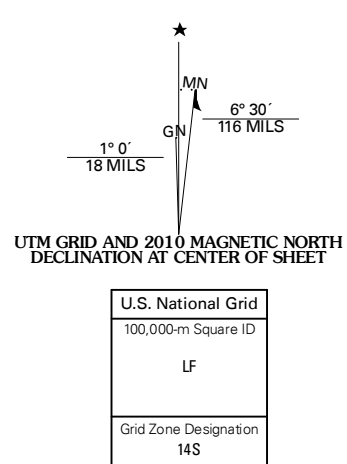 ★
MN
GN
6° 30´
116 MILS
1° 0´
18 MILS
UTM GRID AND 2010 MAGNETIC NORTH
DECLINATION AT CENTER OF SHEET
U.S. National Grid
100,000-m Square ID
LF
Grid Zone Designation
14S